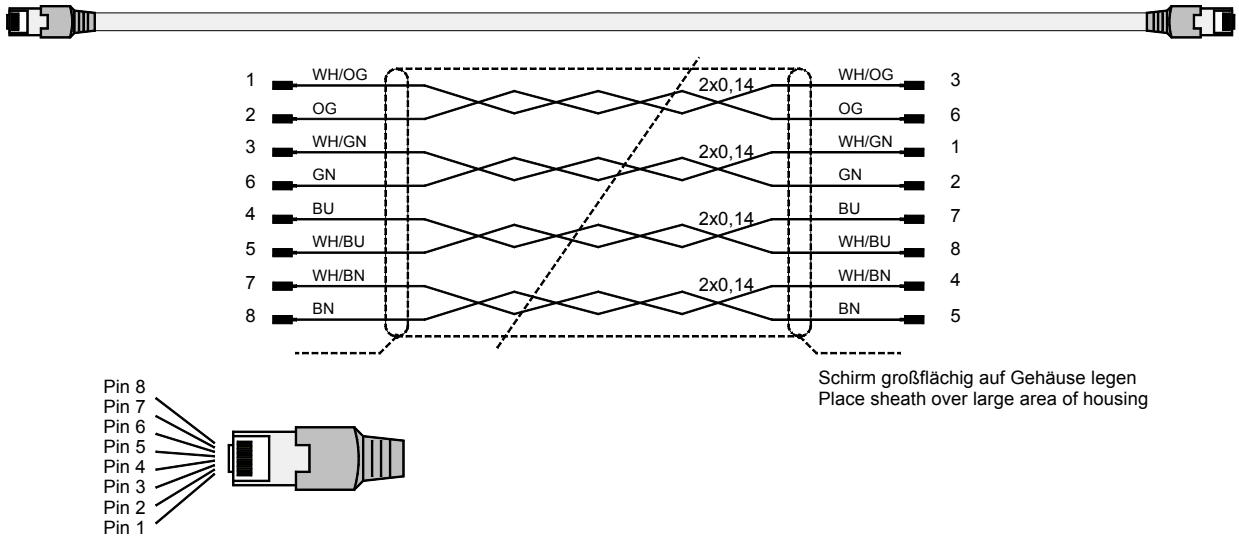 1 WH/OG 2x0,14 WH/OG 3
2 OG OG 6
3 WH/GN 2x0,14 WH/GN 1
6 GN GN 2
4 BU 2x0,14 BU 7
5 WH/BU WH/BU 8
7 WH/BN 2x0,14 WH/BN 4
8 BN BN 5
Schirm großflächig auf Gehäuse legen
Place sheath over large area of housing
Pin 8
Pin 7
Pin 6
Pin 5
Pin 4
Pin 3
Pin 2
Pin 1